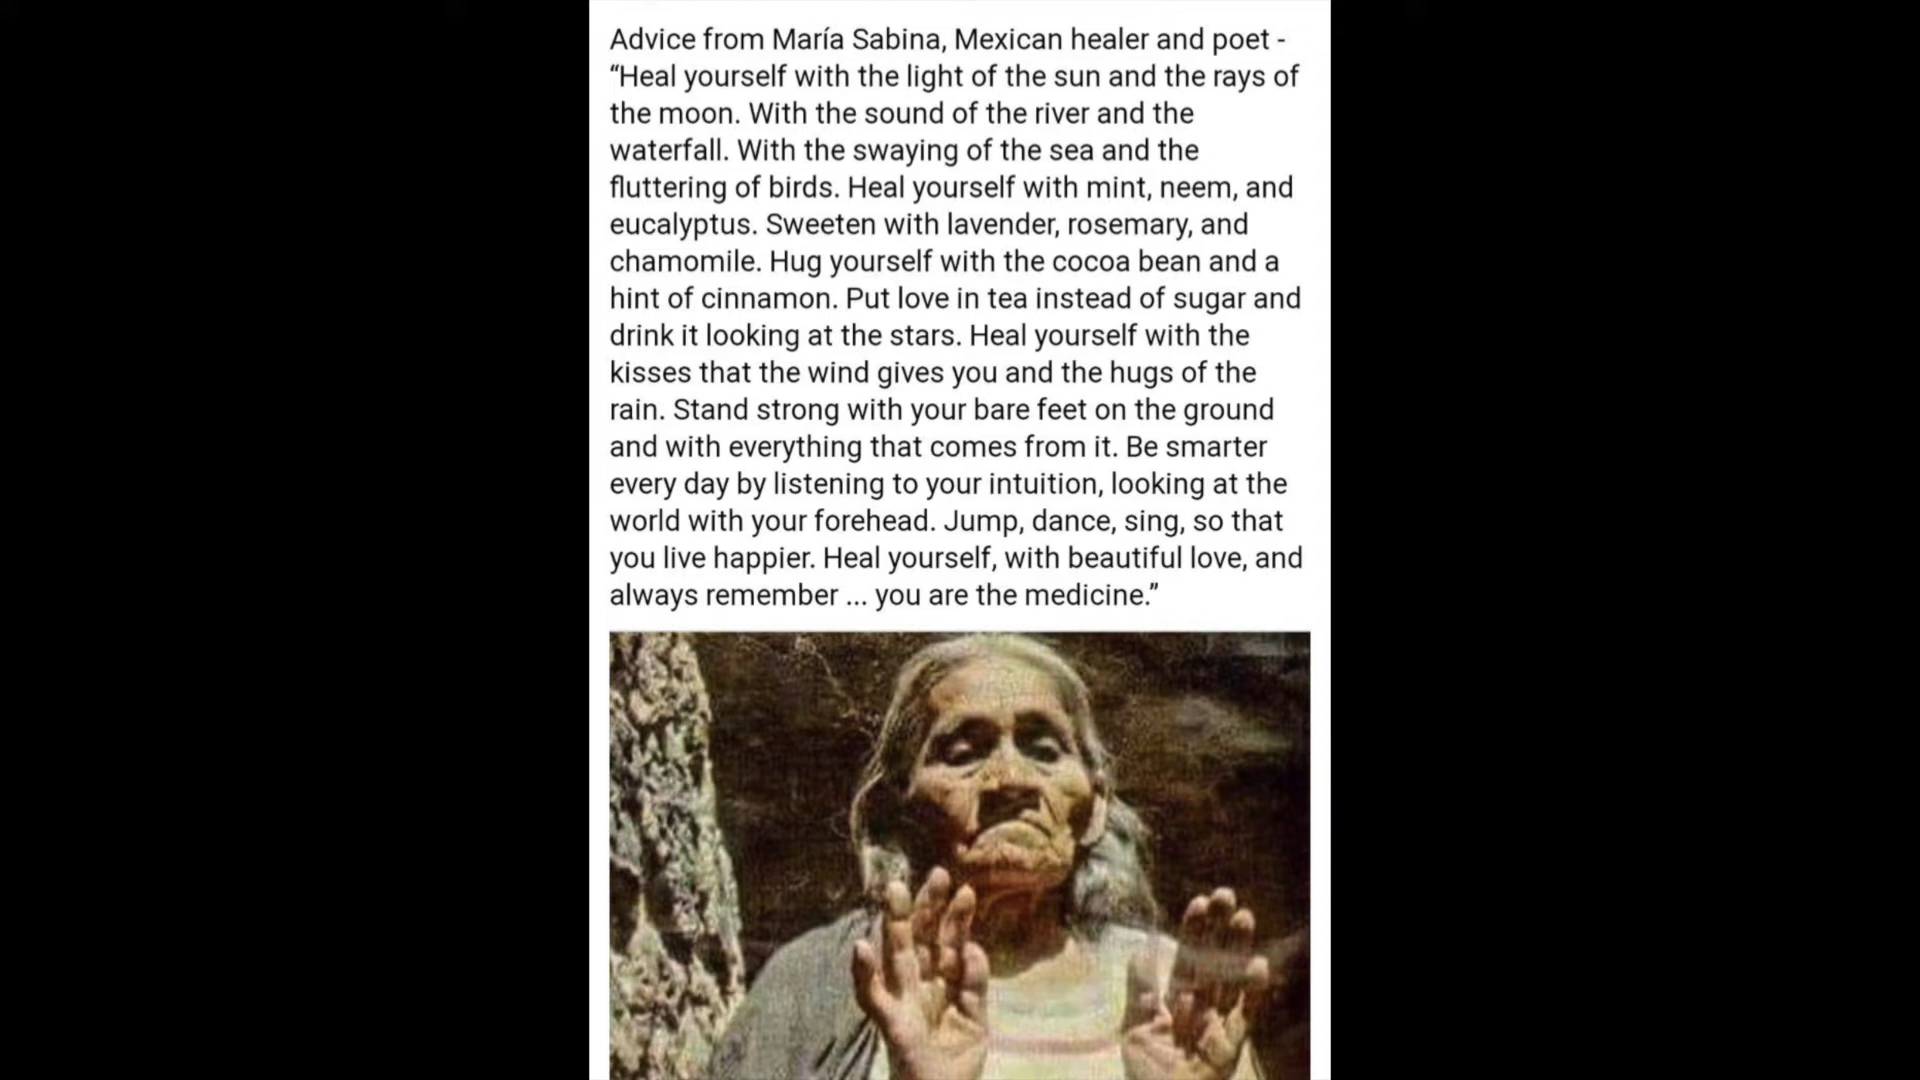 Advice from María Sabina, Mexican healer and poet -
“Heal yourself with the light of the sun and the rays of
the moon. With the sound of the river and the
waterfall. With the swaying of the sea and the
fluttering of birds. Heal yourself with mint, neem, and
eucalyptus. Sweeten with lavender, rosemary, and
chamomile. Hug yourself with the cocoa bean and a
hint of cinnamon. Put love in tea instead of sugar and
drink it looking at the stars. Heal yourself with the
kisses that the wind gives you and the hugs of the
rain. Stand strong with your bare feet on the ground
and with everything that comes from it. Be smarter
every day by listening to your intuition, looking at the
world with your forehead. Jump, dance, sing, so that
you live happier. Heal yourself, with beautiful love, and
always remember ... you are the medicine.”